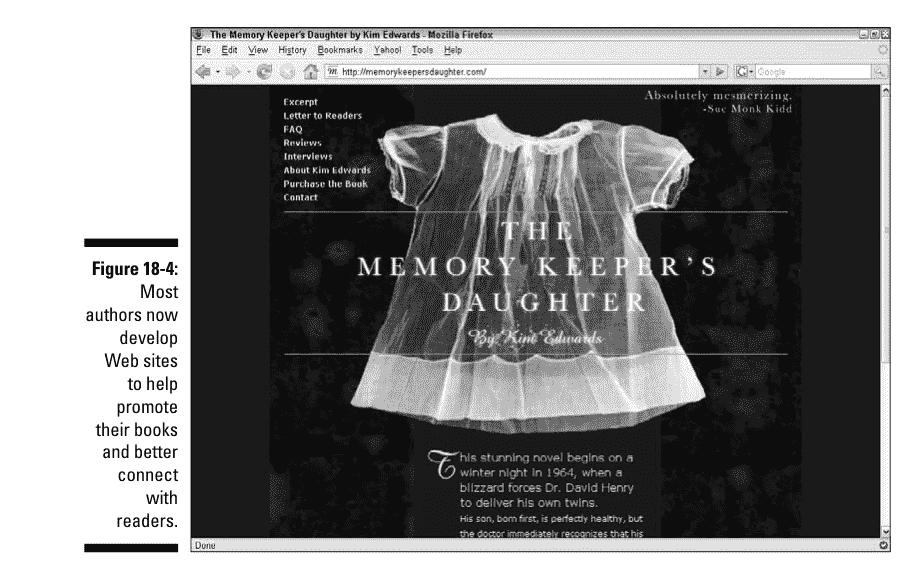 The Memory Keeper's Daughter by Kim Edwards - Mozilla Firefox
File Edit View History Bookmarks Yahoo! Tools Help
http://memorykeepersdaughter.com/
Google
Excerpt
Letter to Readers
FAQ
Reviews
Interviews
About Kim Edwards
Purchase the Book
Contact
Absolutely mesmerizing.
-Sue Monk Kidd
THE
MEMORY KEEPER'S
DAUGHTER
By Kim Edwards
This stunning novel begins on a
winter night in 1964, when a
blizzard forces Dr. David Henry
to deliver his own twins.
His son, born first, is perfectly healthy, but
the doctor immediately recognizes that his
Done
Figure 18-4:
Most
authors now
develop
Web sites
to help
promote
their books
and better
connect
with
readers.